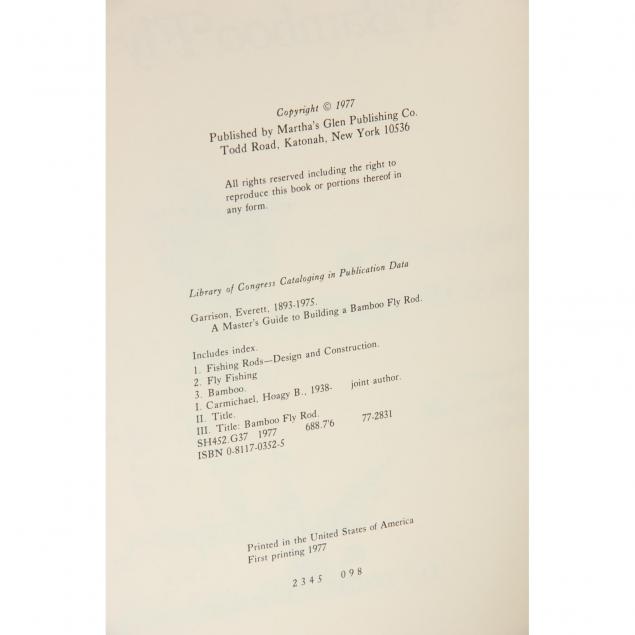 Copyright © 1977
Published by Martha's Glen Publishing Co.
Todd Road, Katonah, New York 10536
All rights reserved including the right to
reproduce this book or portions thereof in
any form.
Library of Congress Cataloging in Publication Data
Garrison, Everett, 1893-1975.
A Master's Guide to Building a Bamboo Fly Rod.
Includes index.
1. Fishing Rods—Design and Construction.
2. Fly Fishing
3. Bamboo.
I. Carmichael, Hoagy B., 1938- joint author.
II. Title.
III. Title: Bamboo Fly Rod.
SH452.G37 1977 688.7'6 77-2831
ISBN 0-8117-0352-5
Printed in the United States of America
First printing 1977
2 3 4 5 0 9 8